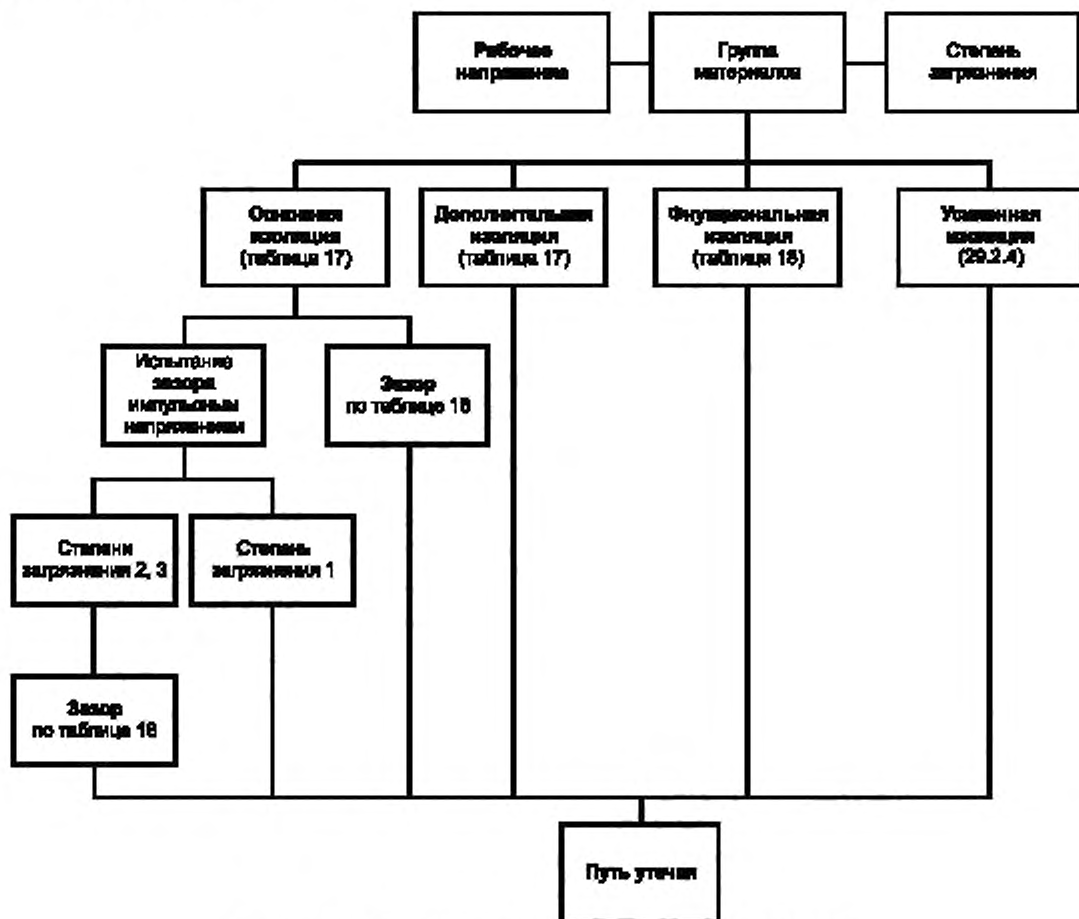 Рабочее
напряжение
Группа
материалов
Степень
загрязнения
Основная
изоляция
(таблица 17)
Дополнительная
изоляция
(таблица 17)
Функциональная
изоляция
(таблица 18)
Усиленная
изоляция
(29.2.4)
Испытание
зазора
импульсным
напряжением
Зазор
по таблице 16
Степени
загрязнения 2, 3
Степень
загрязнения 1
Зазор
по таблице 16
Путь утечки